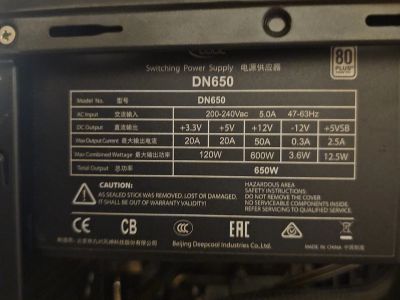 80
PLUS
Switching Power Supply 电源供应器
DN650
Model No. 型号 DN650
AC Input 交流输入 200-240Vac 5.0A 47-63Hz
DC Output 直流输出 +3.3V +5V +12V -12V +5VSB
Max Output Current 最大输出电流 20A 20A 50A 0.3A 2.5A
Max Combined Wattage 最大输出功率 120W 600W 3.6W 12.5W
Total Output 总功率 650W
CAUTION:
AS SEALED STICK WAS REMOVED, LOST OR DAMAGED,
IT SHALL BE OUT OF WARRANTY
HAZARDOUS AREA
SAFETY INSTRUCTIONS:
DO NOT REMOVE THIS COVER
NO SERVICEABLE COMPONENTS INSIDE
REFER SERVICING TO QUALIFIED SERVICE.
CE CB EAC
Beijing Deepcool Industries Co., Ltd.
MADE IN CHINA 中国制造